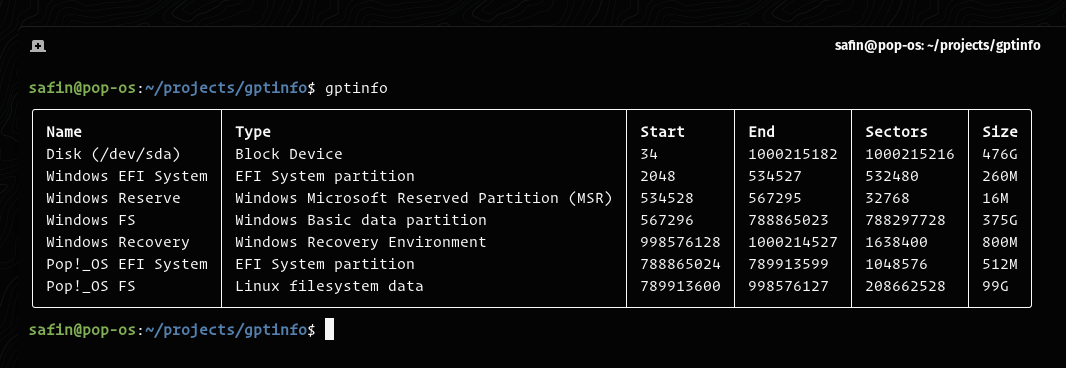 safin@pop-os: ~/projects/gptinfo
safin@pop-os:~/projects/gptinfo$ gptinfo
Name Type Start End Sectors Size
Disk (/dev/sda) Block Device 34 1000215182 1000215216 476G
Windows EFI System EFI System partition 2048 534527 532480 260M
Windows Reserve Windows Microsoft Reserved Partition (MSR) 534528 567295 32768 16M
Windows FS Windows Basic data partition 567296 788865023 788297728 375G
Windows Recovery Windows Recovery Environment 998576128 1000214527 1638400 800M
Pop!_OS EFI System EFI System partition 788865024 789913599 1048576 512M
Pop!_OS FS Linux filesystem data 789913600 998576127 208662528 99G
safin@pop-os:~/projects/gptinfo$